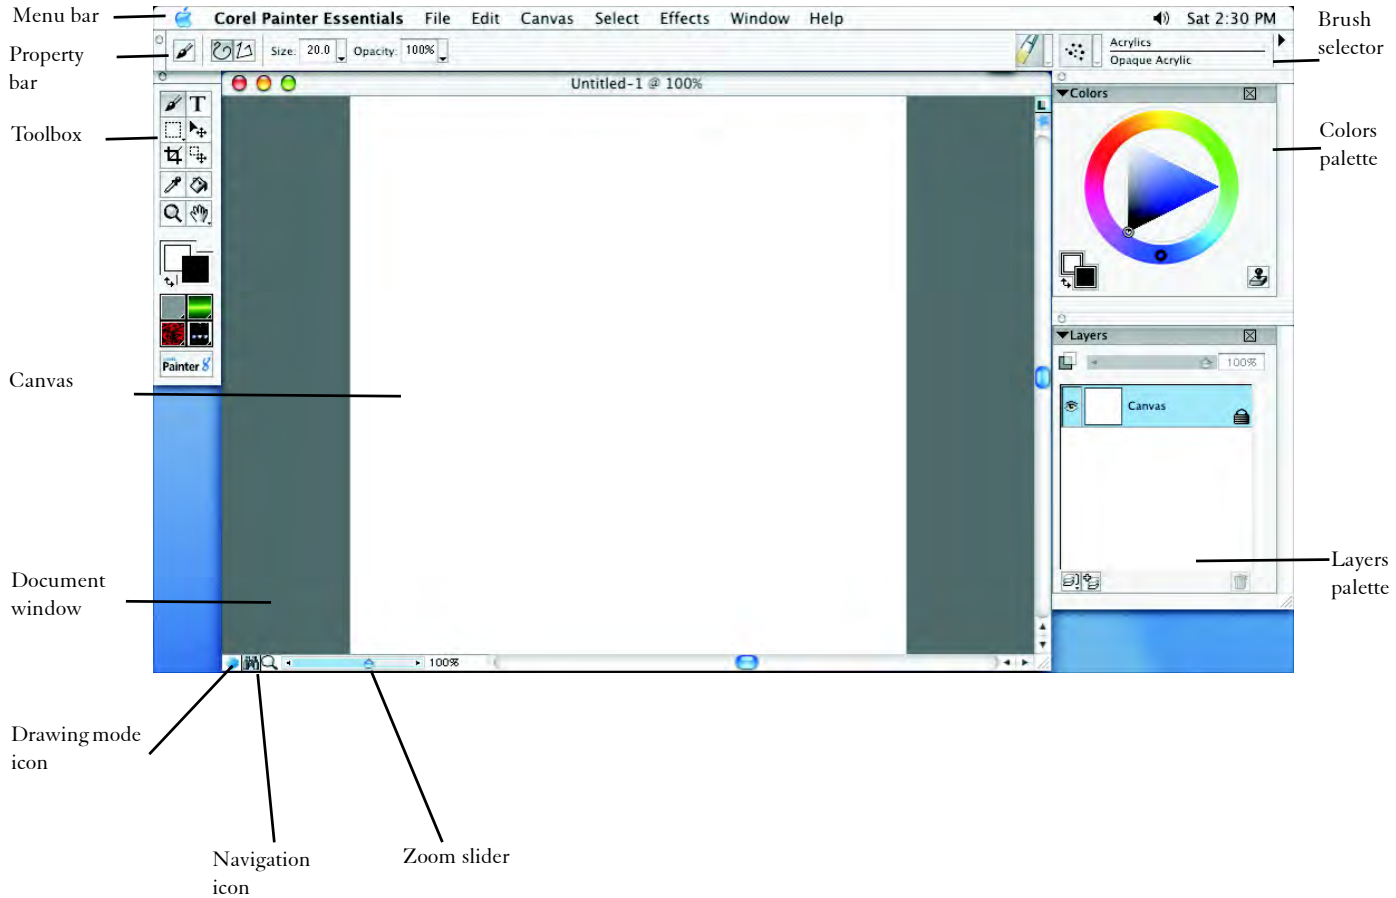 Menu bar
Corel Painter Essentials File Edit Canvas Select Effects Window Help
Sat 2:30 PM
Brush
selector
Property
bar
Size: 20.0 Opacity: 100%
Acrylics
Opaque Acrylic
Untitled-1 @ 100%
Colors
T
L
Toolbox
Colors
palette
Layers
100%
Painter 8
Canvas
Canvas
Document
window
Layers
palette
100%
Drawing mode
icon
Navigation
icon
Zoom slider